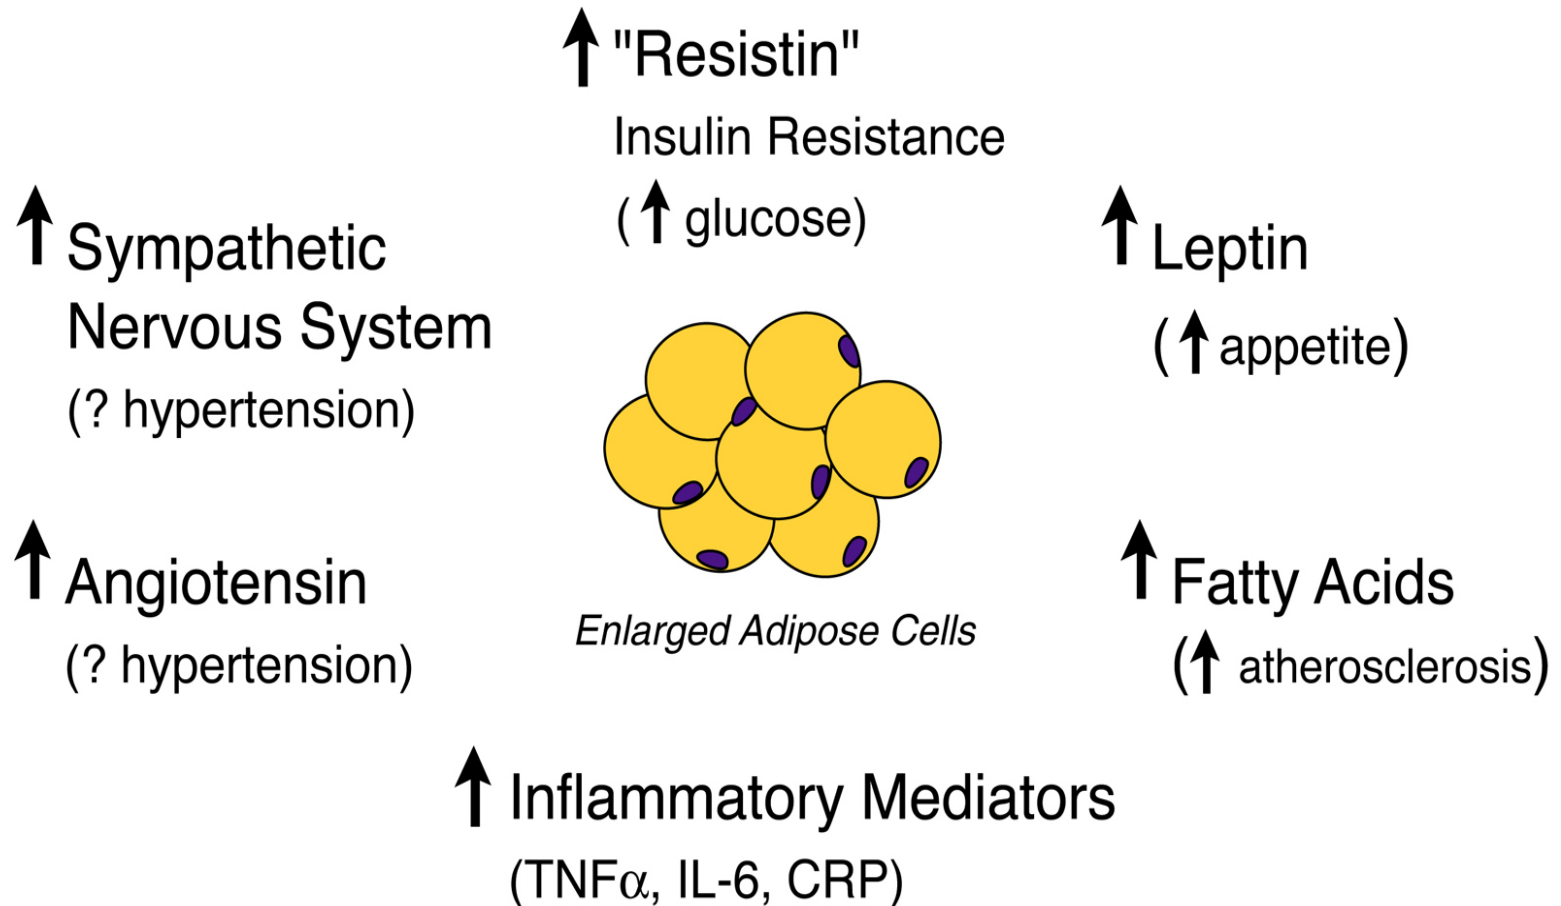 ↑ "Resistin"
Insulin Resistance
(↑ glucose)
↑ Sympathetic
Nervous System
(? hypertension)
↑ Leptin
(↑ appetite)
↑ Angiotensin
(? hypertension)
Enlarged Adipose Cells
↑ Fatty Acids
(↑ atherosclerosis)
↑ Inflammatory Mediators
(TNFα, IL-6, CRP)